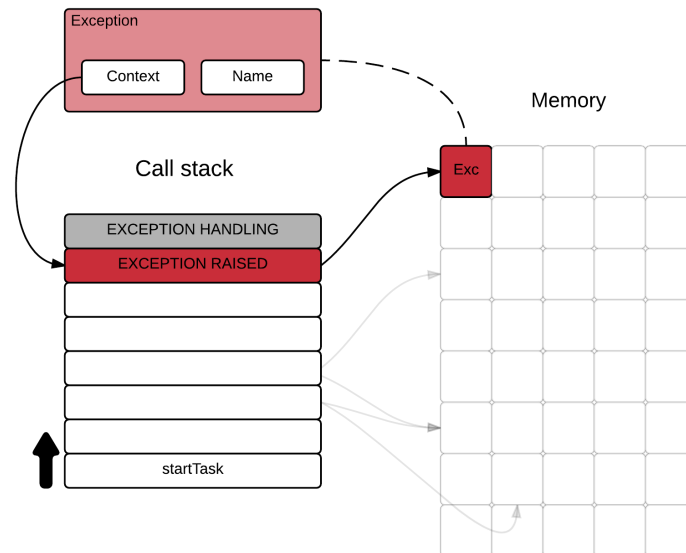 Exception
Context
Name
Memory
Call stack
Exc
EXCEPTION HANDLING
EXCEPTION RAISED
startTask